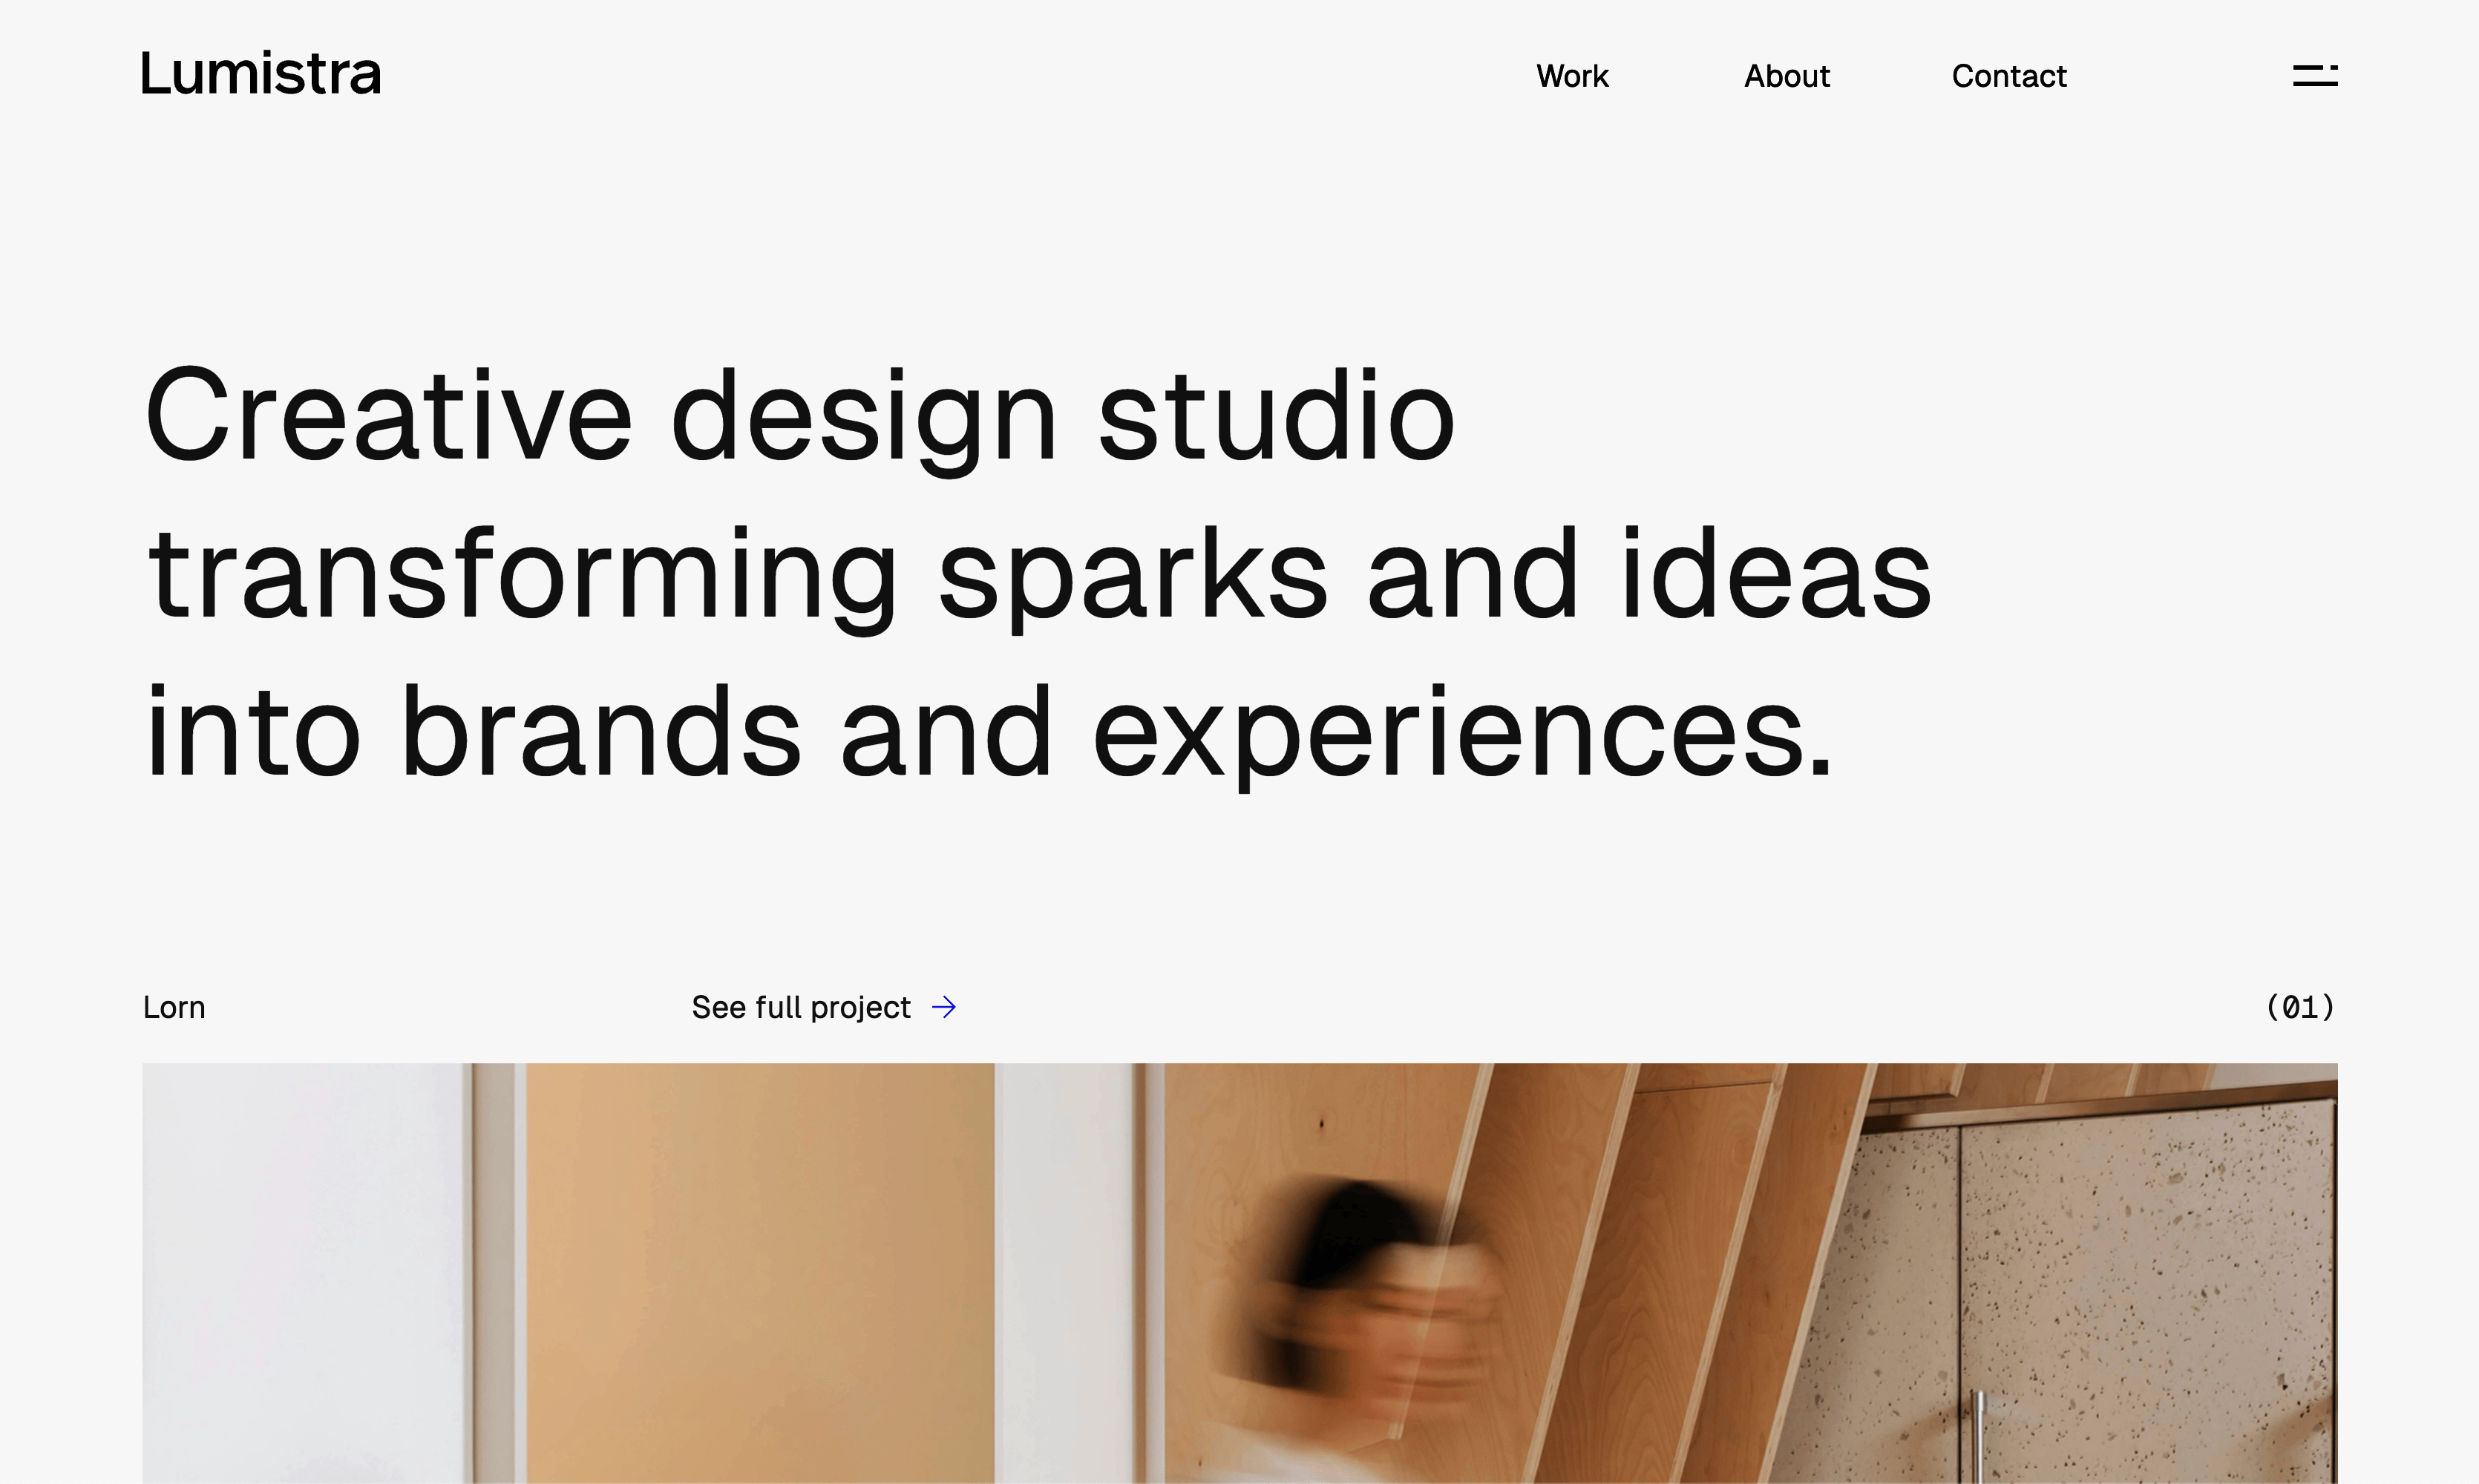 Lumistra
Work
About
Contact
Creative design studio
transforming sparks and ideas
into brands and experiences.
Lorn
See full project
(01)